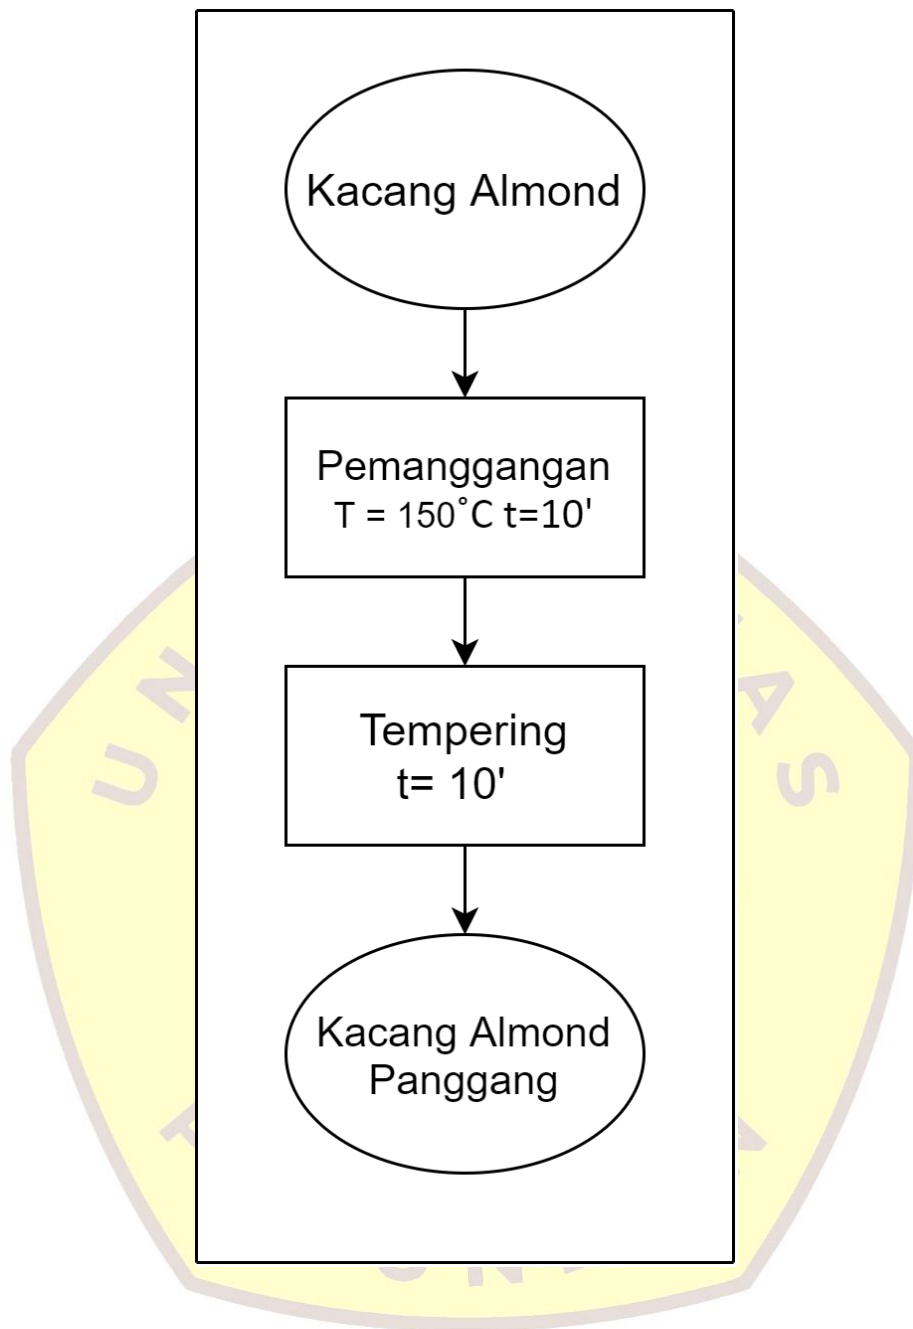 Kacang Almond
Pemanggangan
T = 150˚C t=10'
Tempering
t= 10'
Kacang Almond
Panggang